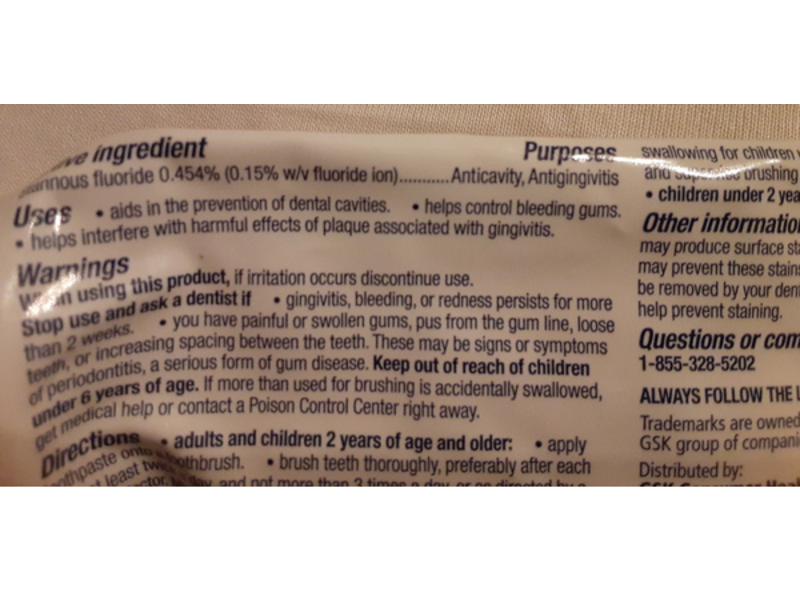 ingredient
Purposes
fluoride 0.454% (0.15% w/v fluoride ion)........... Anticavity, Antigingivitis
Uses • aids in the prevention of dental cavities. • helps control bleeding gums.
• helps interfere with harmful effects of plaque associated with gingivitis.
Warnings
When using this product, if irritation occurs discontinue use.
Stop use and ask a dentist if • gingivitis, bleeding, or redness persists for more
than 2 weeks. • you have painful or swollen gums, pus from the gum line, loose
teeth, or increasing spacing between the teeth. These may be signs or symptoms
of periodontitis, a serious form of gum disease. Keep out of reach of children
under 6 years of age. If more than used for brushing is accidentally swallowed,
get medical help or contact a Poison Control Center right away.
Directions • adults and children 2 years of age and older: • apply
onto a • brush teeth thoroughly, preferably after each
least day, and not more than 3 times a day, or as directed by a
swallowing for children
and supervise brushing
• children under 2
Other
may produce surface
may prevent these
be removed by your
help prevent staining.
Questions or
1-855-328-5202
ALWAYS FOLLOW THE
Trademarks are owned
GSK group of
Distributed by:
GSK Consumer